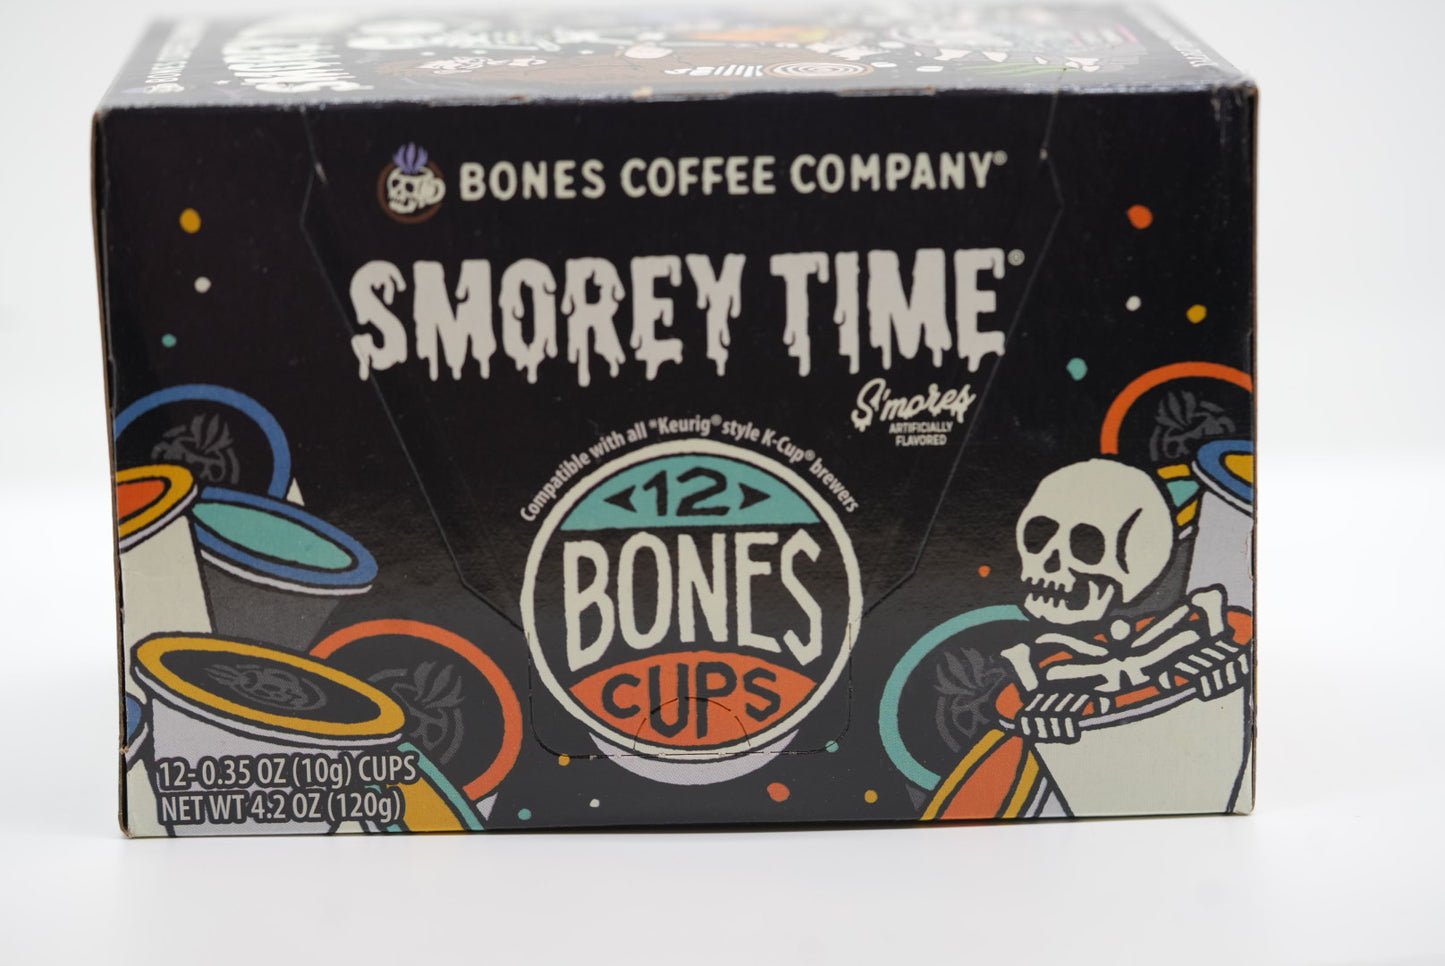 BONES COFFEE COMPANY®
SMOREY TIME®
S'mores
ARTIFICIALLY
FLAVORED
Compatible with all *Keurig® style K-Cup® brewers
12
BONES
CUPS
12-0.35 OZ (10g) CUPS
NET WT 4.2 OZ (120g)